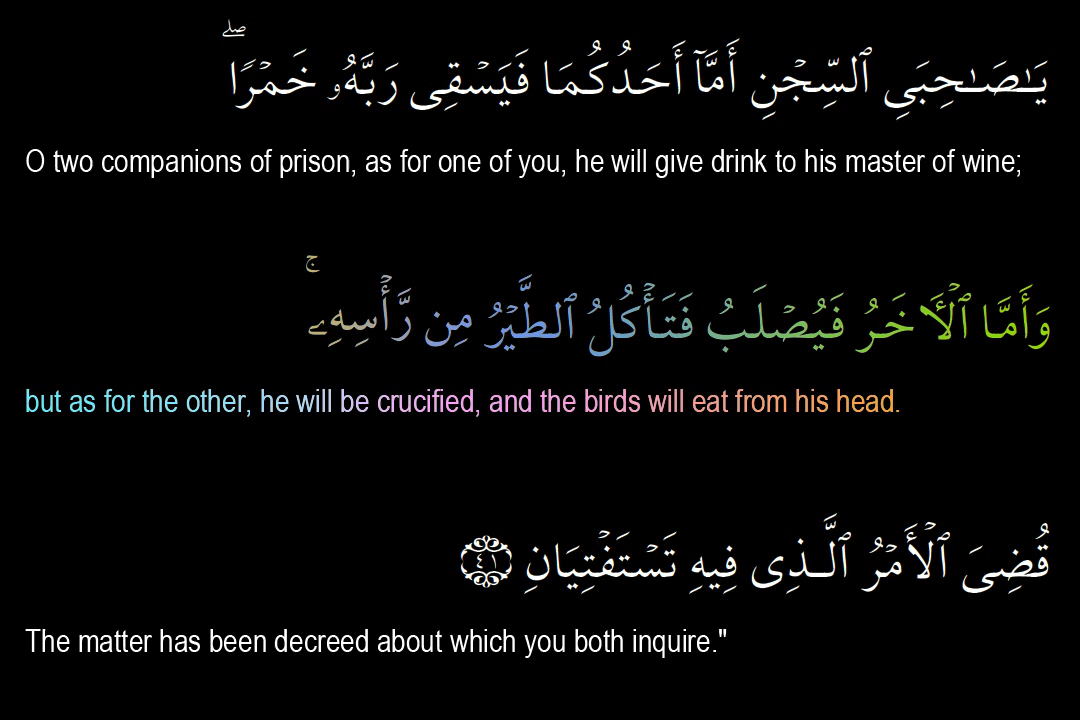 يَـٰصَـٰحِبَىِ ٱلسِّجْنِ أَمَّآ أَحَدُكُمَا فَيَسْقِى رَبَّهُۥ خَمْرًا ۖ
O two companions of prison, as for one of you, he will give drink to his master of wine;
وَأَمَّا ٱلْـَٔاخَرُ فَيُصْلَبُ فَتَأْكُلُ ٱلطَّيْرُ مِن رَّأْسِهِۦ ۚ
but as for the other, he will be crucified, and the birds will eat from his head.
قُضِىَ ٱلْأَمْرُ ٱلَّذِى فِيهِ تَسْتَفْتِيَانِ ٤١
The matter has been decreed about which you both inquire."